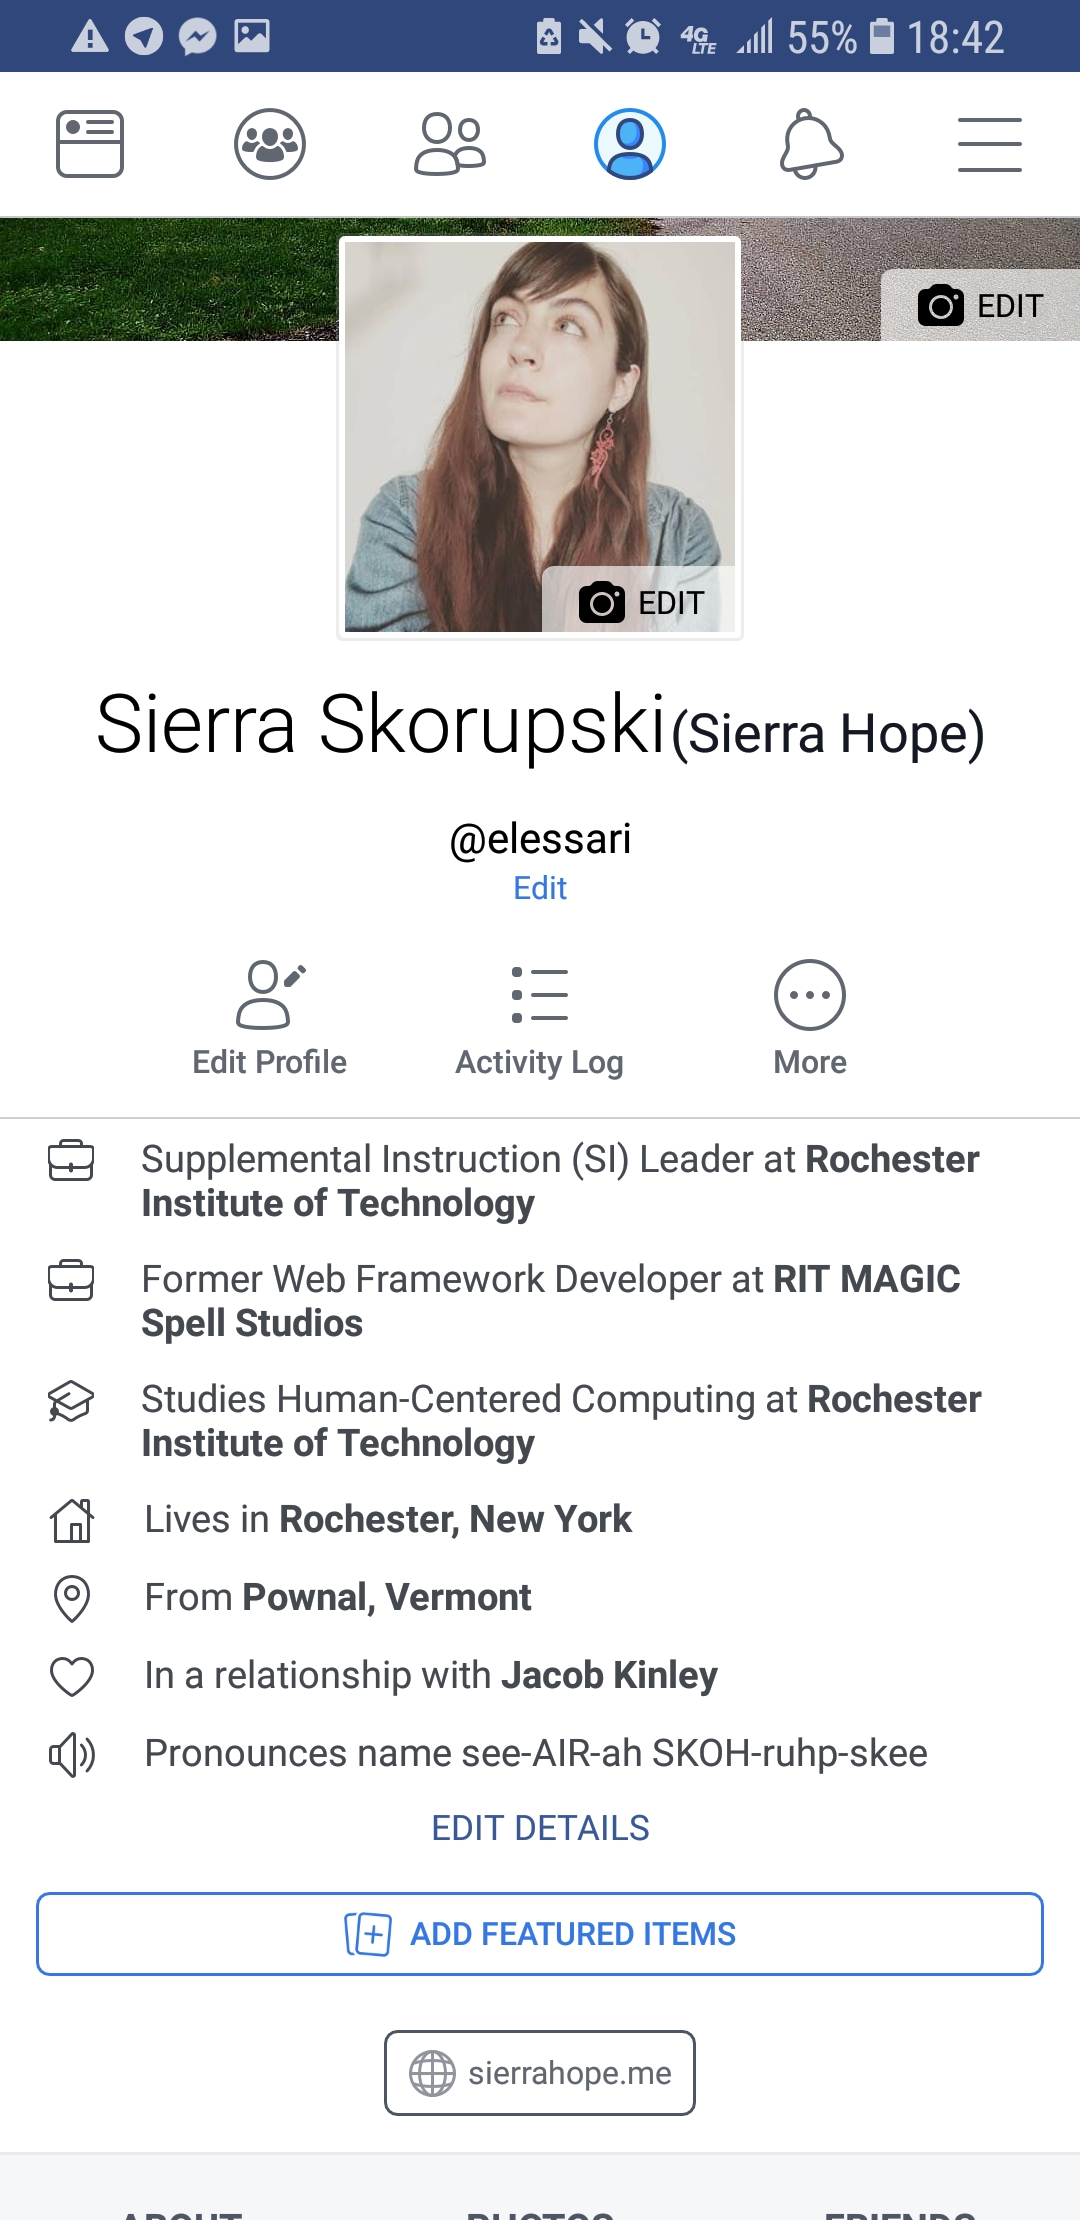 4G LTE 55% 18:42
EDIT
EDIT
Sierra Skorupski (Sierra Hope)
@elessari
Edit
Edit Profile Activity Log More
Supplemental Instruction (SI) Leader at Rochester
Institute of Technology
Former Web Framework Developer at RIT MAGIC
Spell Studios
Studies Human-Centered Computing at Rochester
Institute of Technology
Lives in Rochester, New York
From Pownal, Vermont
In a relationship with Jacob Kinley
Pronounces name see-AIR-ah SKOH-ruhp-skee
EDIT DETAILS
ADD FEATURED ITEMS
sierrahope.me
ABOUT PHOTOS FRIENDS